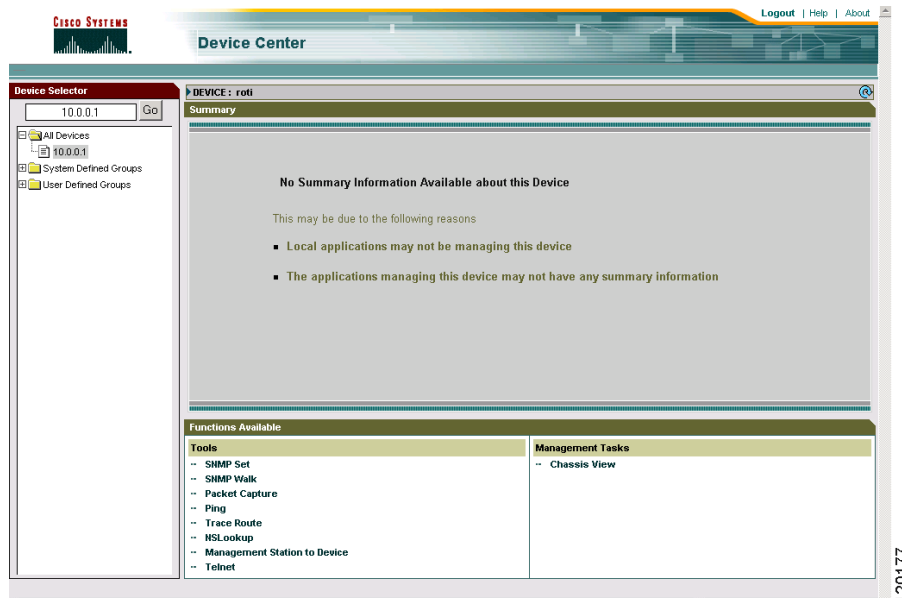 Logout | Help | About
CISCO SYSTEMS
Device Center
Device Selector
10.0.0.1 Go
All Devices
10.0.0.1
System Defined Groups
User Defined Groups
DEVICE : roti
Summary
No Summary Information Available about this Device
This may be due to the following reasons
Local applications may not be managing this device
The applications managing this device may not have any summary information
Functions Available
Tools
SNMP Set
SNMP Walk
Packet Capture
Ping
Trace Route
NSLookup
Management Station to Device
Telnet
Management Tasks
Chassis View